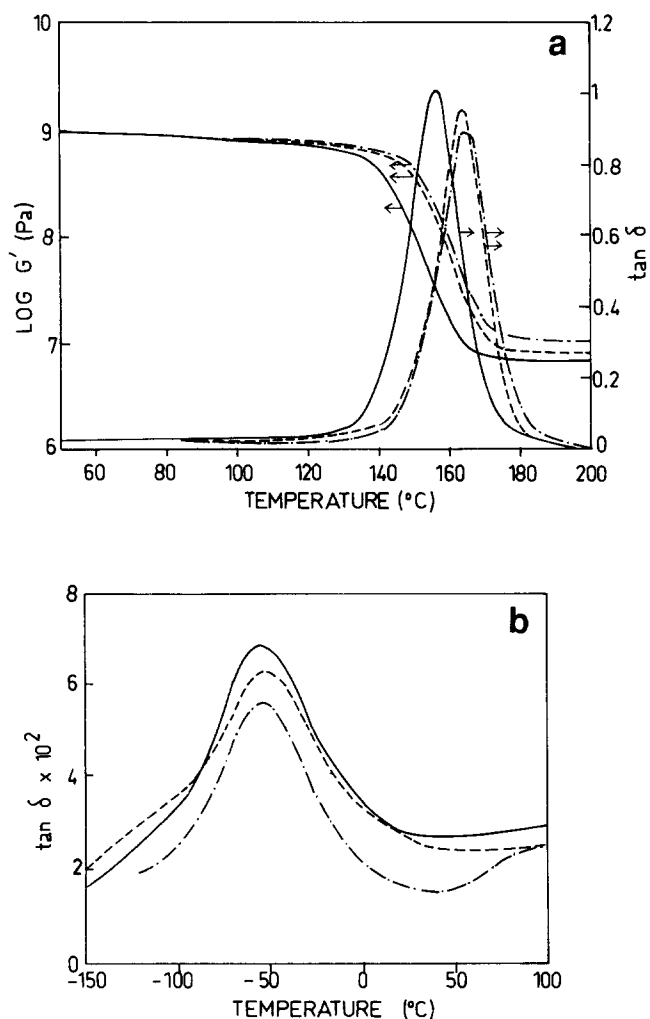 a
10
9
8
7
6
LOG G′ (Pa)
1.2
1
0.8
0.6
0.4
0.2
0
tan δ
60 80 100 120 140 160 180 200
TEMPERATURE (°C)
b
8
6
4
2
0
tan δ x 10²
-150 -100 -50 0 50 100
TEMPERATURE (°C)